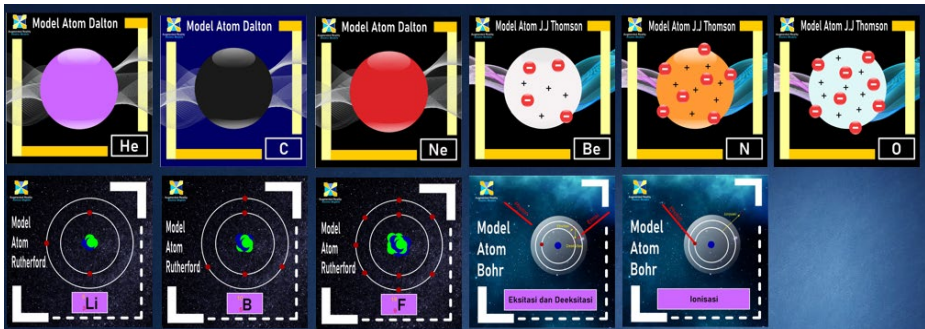 Model Atom Dalton
He
Model Atom Dalton
C
Model Atom Dalton
Ne
Model Atom J.J Thomson
Be
Model Atom J.J Thomson
N
Model Atom J.J Thomson
O
Model
Atom
Rutherford
Li
Model
Atom
Rutherford
B
Model
Atom
Rutherford
F
Model
Atom
Bohr
Eksitasi dan Deeksitasi
Model
Atom
Bohr
Ionisasi